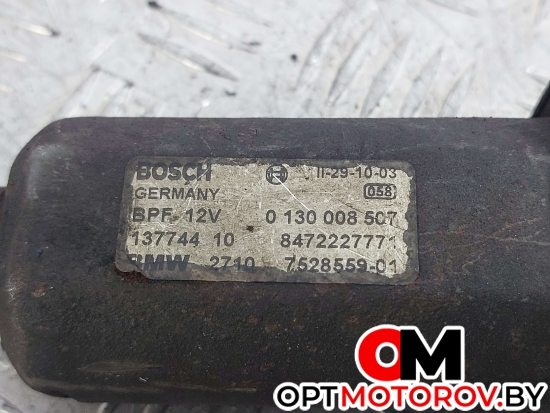 BOSCH II-29-10-03
GERMANY 058
BPF 12V 0 130 008 507
137744 10 8472227771
BMW 2710 7528559-01
OM
OPTMOTOROV.BY